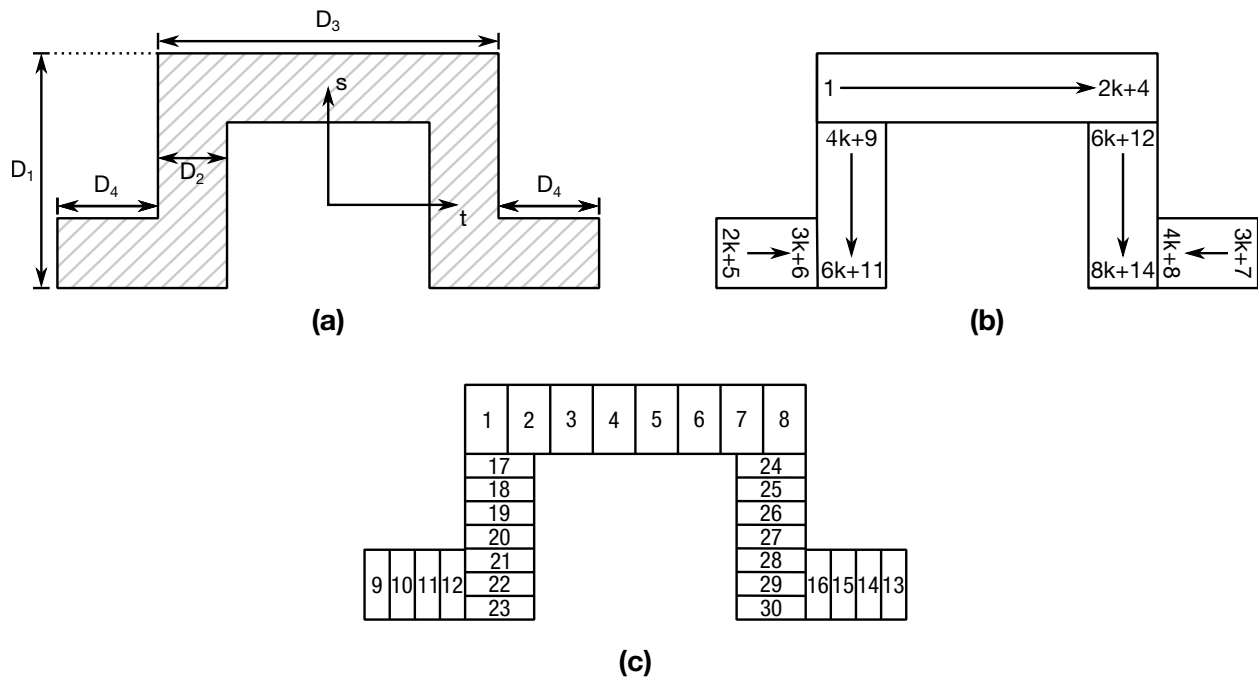 D3
s
D1
D2
D4
D4
t
(a)
1
2k+4
4k+9
6k+12
2k+5
3k+6
6k+11
8k+14
4k+8
3k+7
(b)
1 2 3 4 5 6 7 8
17
18
19
20
21
22
23
24
25
26
27
28
29
30
9 10 11 12
16 15 14 13
(c)